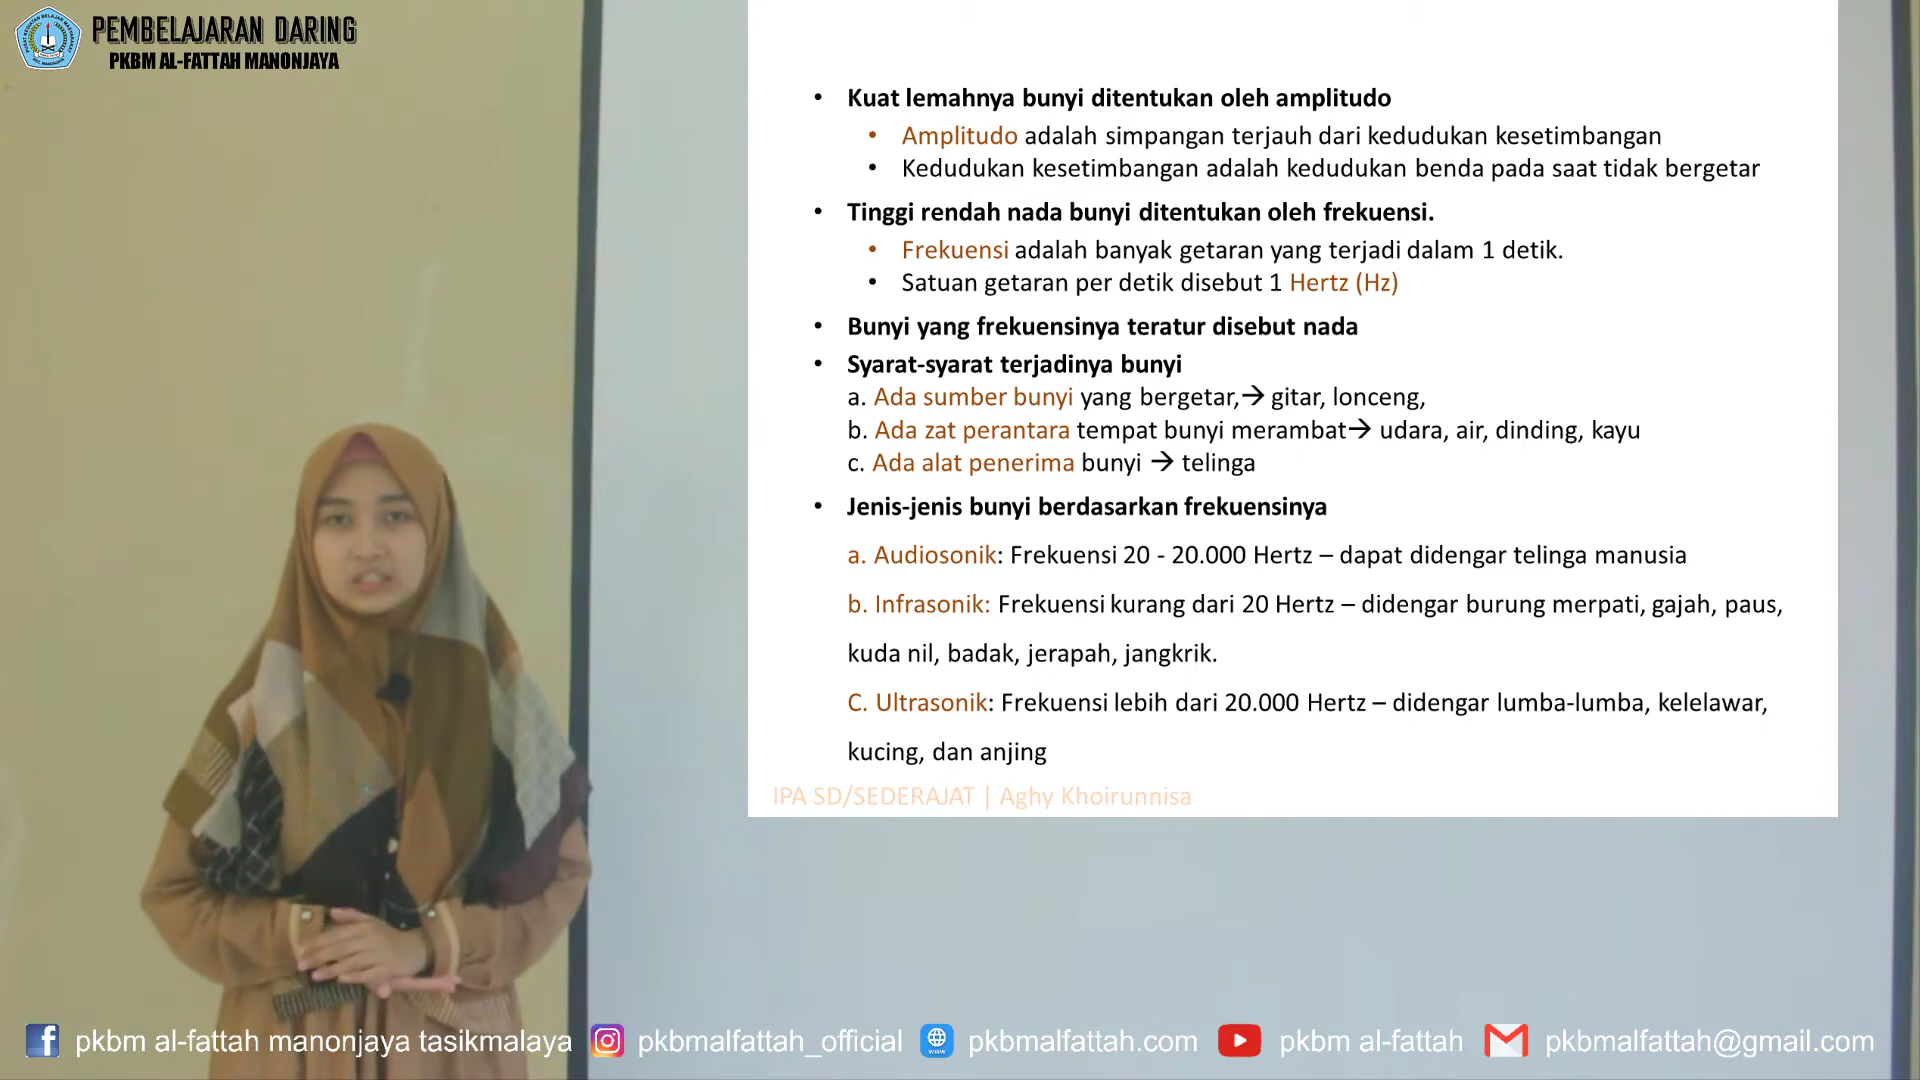 PEMBELAJARAN DARING
PKBM AL-FATTAH MANONJAYA
• Kuat lemahnya bunyi ditentukan oleh amplitudo
• Amplitudo adalah simpangan terjauh dari kedudukan kesetimbangan
• Kedudukan kesetimbangan adalah kedudukan benda pada saat tidak bergetar
• Tinggi rendah nada bunyi ditentukan oleh frekuensi.
• Frekuensi adalah banyak getaran yang terjadi dalam 1 detik.
• Satuan getaran per detik disebut 1 Hertz (Hz)
• Bunyi yang frekuensinya teratur disebut nada
• Syarat-syarat terjadinya bunyi
a. Ada sumber bunyi yang bergetar,→ gitar, lonceng,
b. Ada zat perantara tempat bunyi merambat→ udara, air, dinding, kayu
c. Ada alat penerima bunyi → telinga
• Jenis-jenis bunyi berdasarkan frekuensinya
a. Audiosonik: Frekuensi 20 - 20.000 Hertz – dapat didengar telinga manusia
b. Infrasonik: Frekuensi kurang dari 20 Hertz – didengar burung merpati, gajah, paus,
kuda nil, badak, jerapah, jangkrik.
C. Ultrasonik: Frekuensi lebih dari 20.000 Hertz – didengar lumba-lumba, kelelawar,
kucing, dan anjing
IPA SD/SEDERAJAT | Aghy Khoirunnisa
pkbm al-fattah manonjaya tasikmalaya
pkbmalfattah_official
www
pkbmalfattah.com
pkbm al-fattah
pkbmalfattah@gmail.com